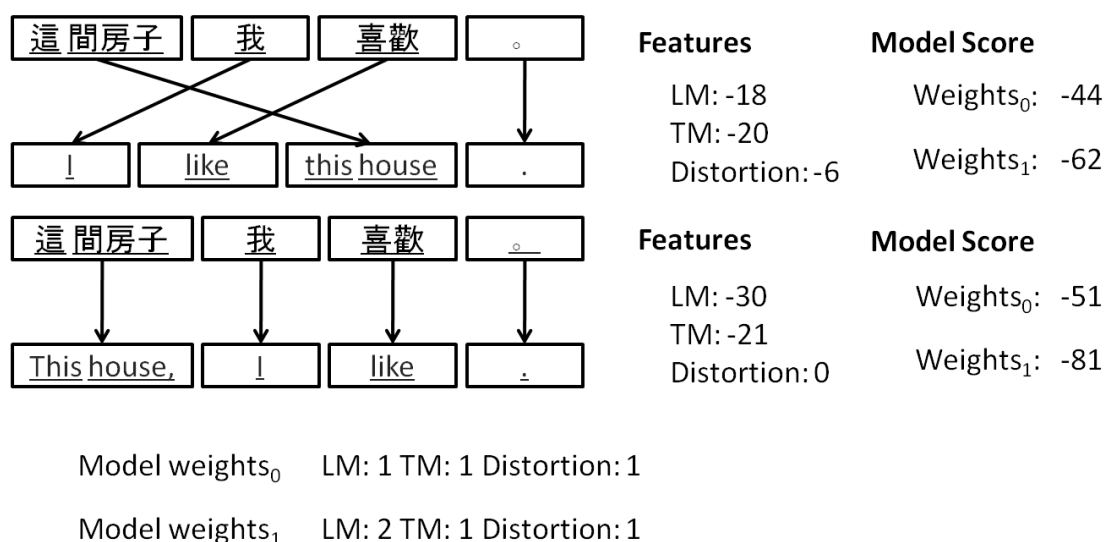 這 間房子 我 喜歡 。
I like this house .
Features Model Score
LM: -18 Weights0: -44
TM: -20
Weights1: -62
Distortion: -6
這 間房子 我 喜歡 。
This house, I like .
Features Model Score
LM: -30 Weights0: -51
TM: -21
Weights1: -81
Distortion: 0
Model weights0 LM: 1 TM: 1 Distortion: 1
Model weights1 LM: 2 TM: 1 Distortion: 1